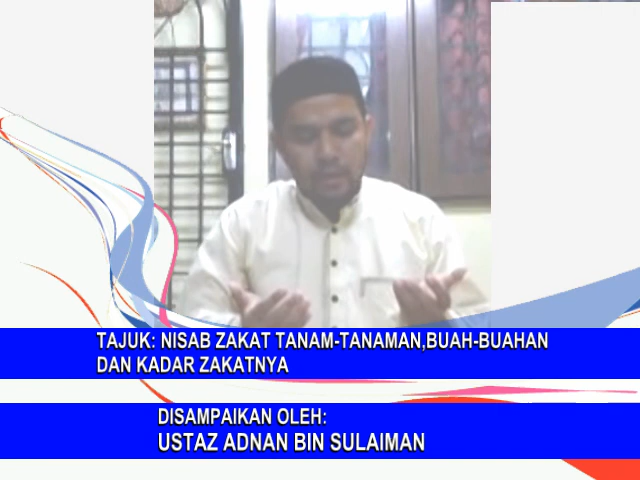 TAJUK: NISAB ZAKAT TANAM-TANAMAN,BUAH-BUAHAN
DAN KADAR ZAKATNYA
DISAMPAIKAN OLEH:
USTAZ ADNAN BIN SULAIMAN